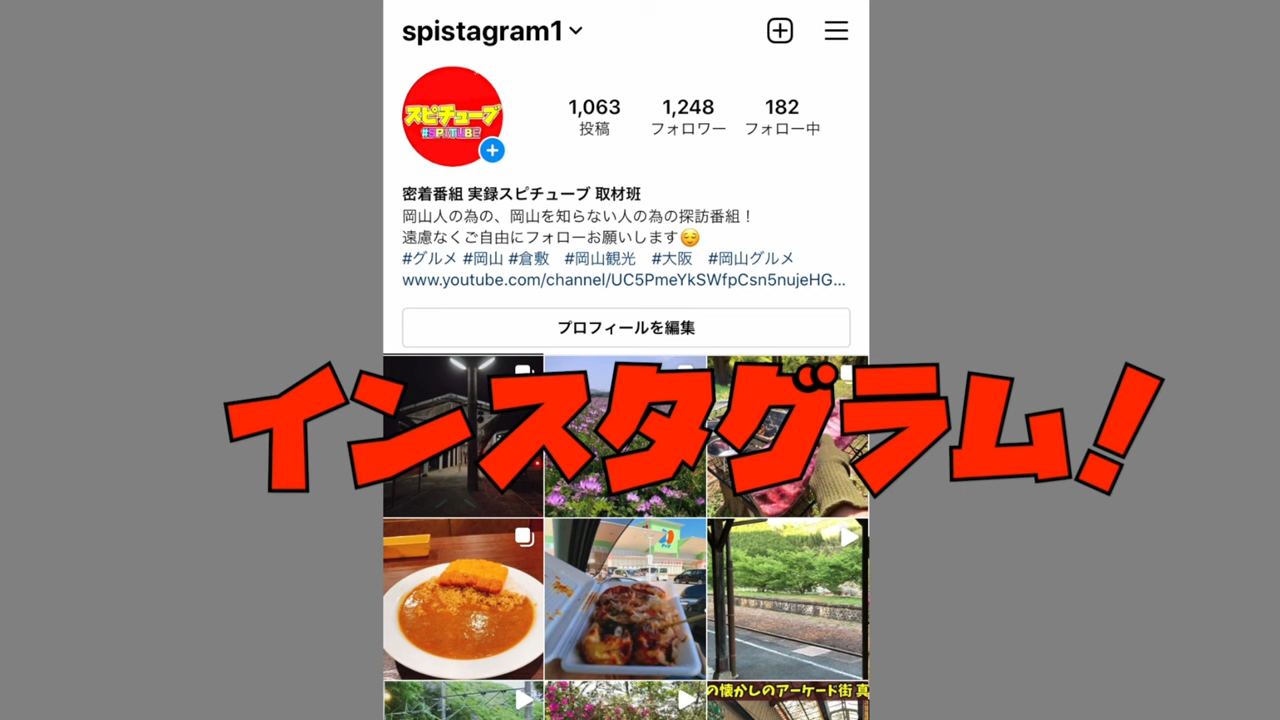 spistagram1
スピチューブ
#SPITUBE
1,063
投稿
1,248
フォロワー
182
フォロー中
密着番組 実録スピチューブ 取材班
岡山人の為の、岡山を知らない人の為の探訪番組！
遠慮なくご自由にフォローお願いします😌
#グルメ #岡山 #倉敷　#岡山観光　#大阪　#岡山グルメ
www.youtube.com/channel/UC5PmeYkSWfpCsn5nujeHG...
プロフィールを編集
インスタグラム！
の懐かしのアーケード街 真